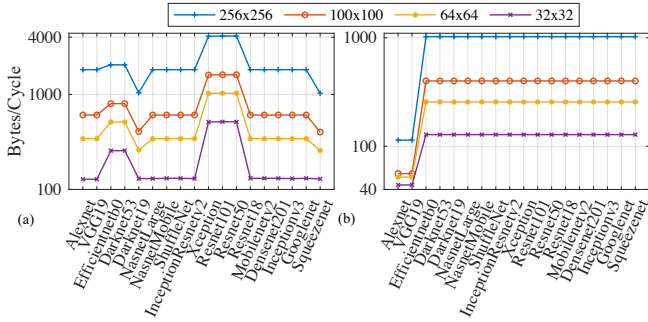 256x256 100x100 64x64 32x32
Bytes/Cycle
4000
1000
100
(a)
Alexnet
VGG19
Efficientnetb0
Darknet53
Darknet19
NasnetLarge
NasnetMobile
ShuffleNet
InceptionResnetv2
Xception
Resnet101
Resnet50
Resnet18
Mobilenetv2
Densenet201
Inceptionv3
Googlenet
Squeezenet
1000
100
40
(b)
Alexnet
VGG19
Efficientnetb0
Darknet53
Darknet19
NasnetLarge
NasnetMobile
ShuffleNet
InceptionResnetv2
Xception
Resnet101
Resnet50
Resnet18
Mobilenetv2
Densenet201
Inceptionv3
Googlenet
Squeezenet